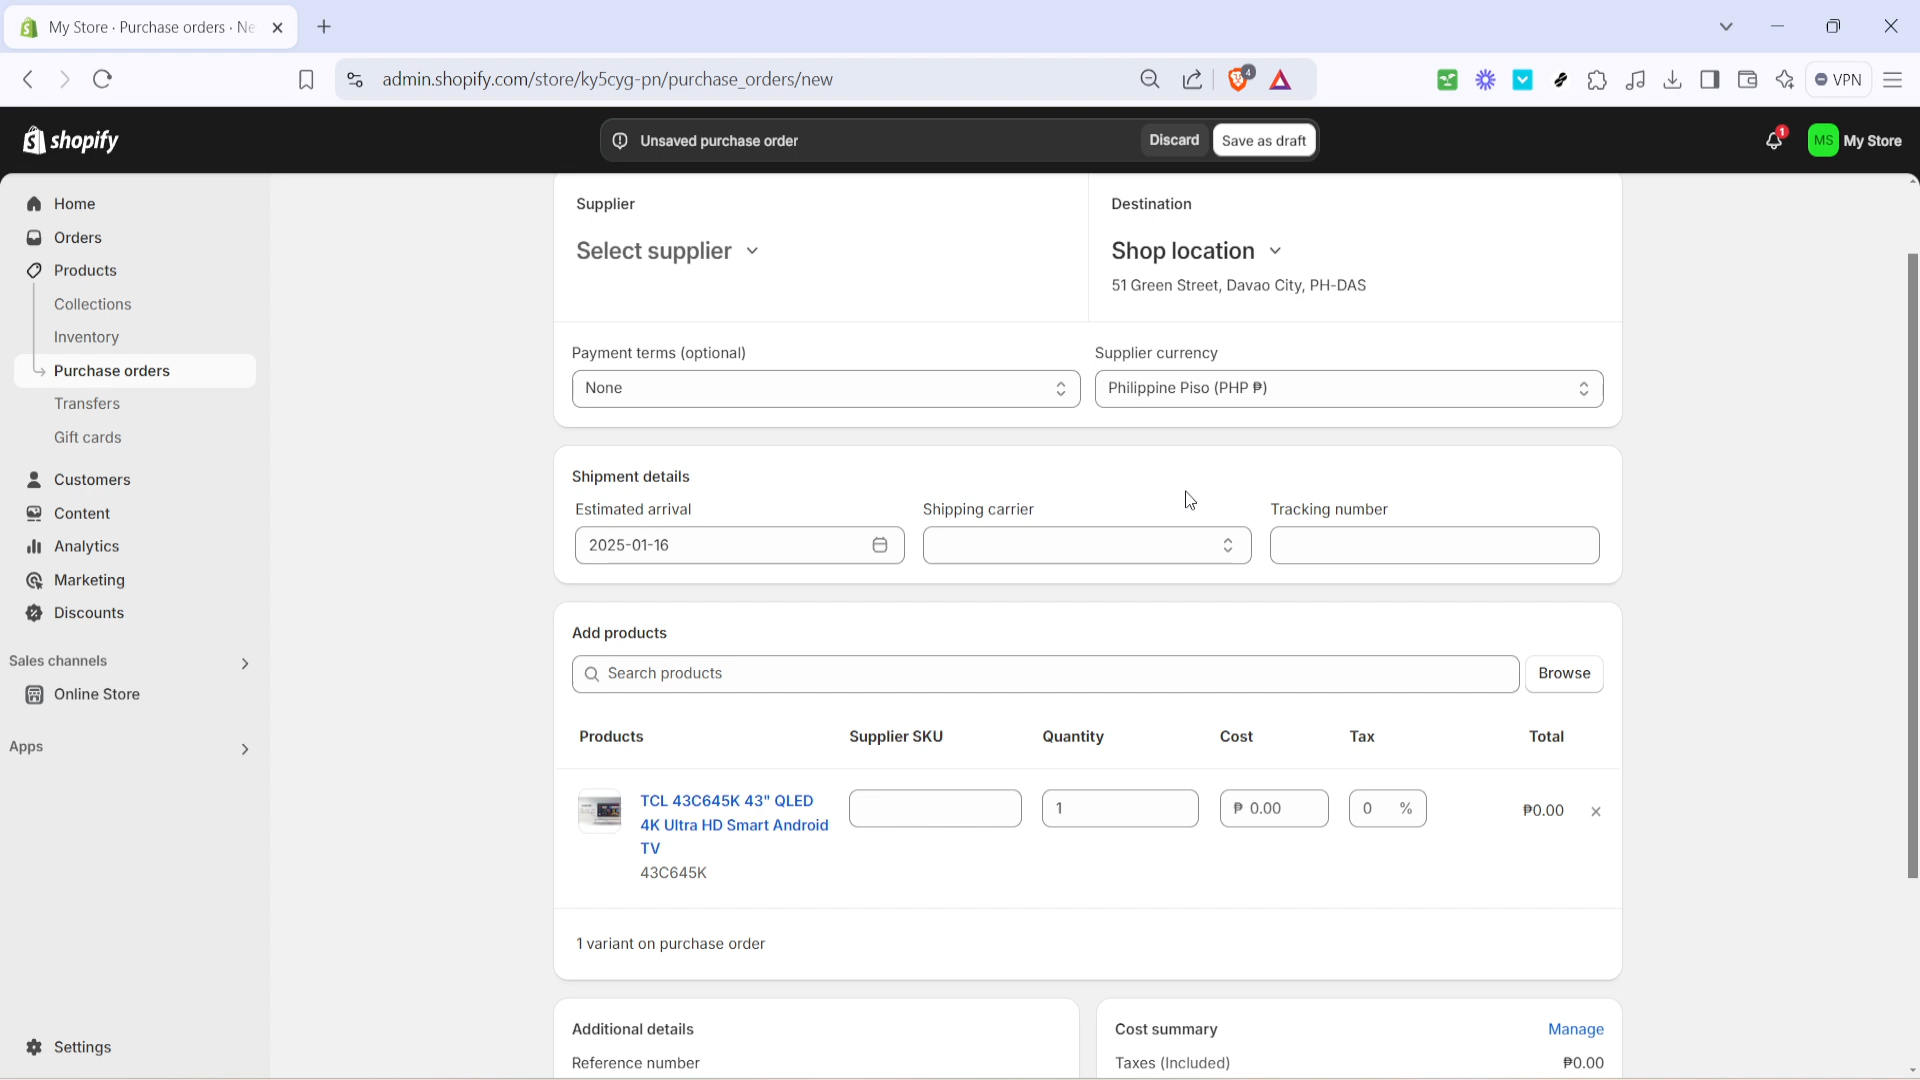 My Store · Purchase orders · Ne
admin.shopify.com/store/ky5cyg-pn/purchase_orders/new
4
VPN
shopify
Unsaved purchase order
Discard
Save as draft
1
MS
My Store
Home
Orders
Products
Collections
Inventory
Purchase orders
Transfers
Gift cards
Customers
Content
Analytics
Marketing
Discounts
Sales channels
Online Store
Apps
Settings
Supplier
Select supplier
Destination
Shop location
51 Green Street, Davao City, PH-DAS
Payment terms (optional)
None
Supplier currency
Philippine Piso (PHP ₱)
Shipment details
Estimated arrival
2025-01-16
Shipping carrier
Tracking number
Add products
Search products
Browse
Products Supplier SKU Quantity Cost Tax Total
TCL 43C645K 43" QLED
4K Ultra HD Smart Android
TV
43C645K
1
₱ 0.00
0 %
₱0.00
1 variant on purchase order
Additional details
Reference number
Cost summary
Manage
Taxes (Included)
₱0.00